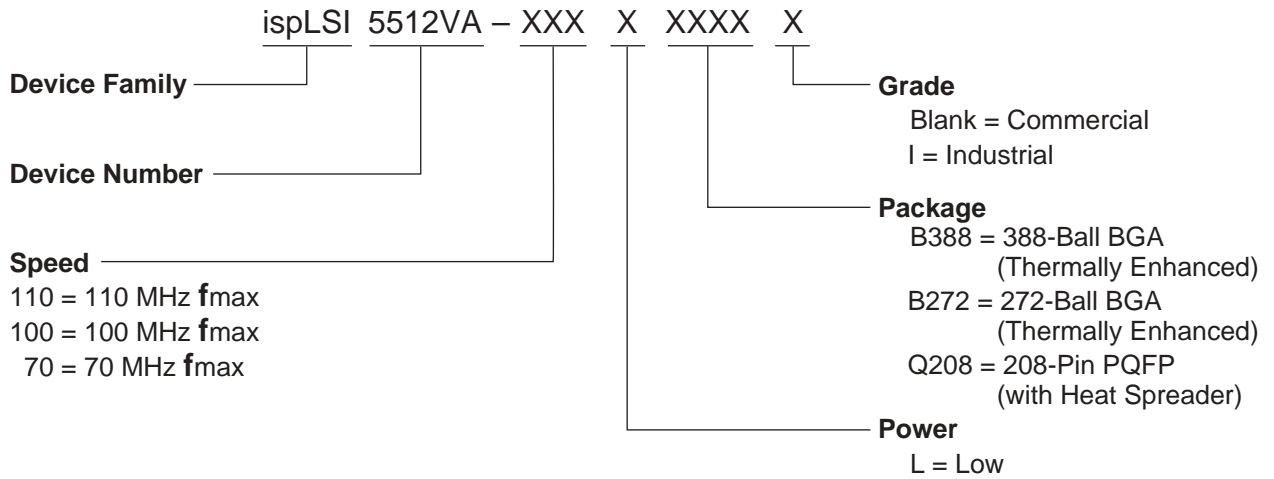 ispLSI 5512VA – XXX X XXXX X
Device Family
Device Number
Speed
110 = 110 MHz fmax
100 = 100 MHz fmax
70 = 70 MHz fmax
Grade
Blank = Commercial
I = Industrial
Package
B388 = 388-Ball BGA
(Thermally Enhanced)
B272 = 272-Ball BGA
(Thermally Enhanced)
Q208 = 208-Pin PQFP
(with Heat Spreader)
Power
L = Low